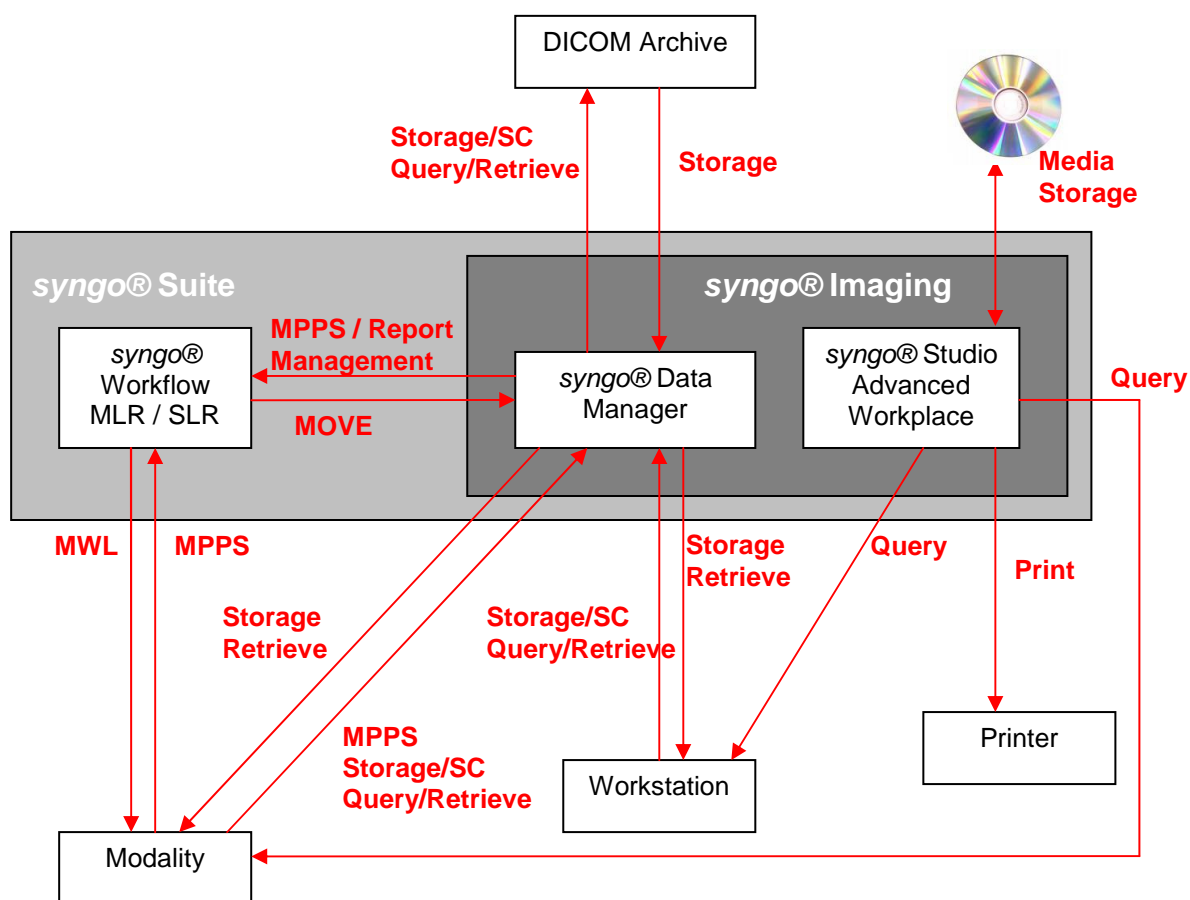 DICOM Archive
Storage/SC
Query/Retrieve
Storage
Media
Storage
syngo® Suite
syngo® Imaging
MPPS / Report
Management
syngo®
Workflow
MLR / SLR
MOVE
syngo® Data
Manager
syngo® Studio
Advanced
Workplace
Query
MWL
MPPS
Storage
Retrieve
Query
Print
Storage
Retrieve
Storage/SC
Query/Retrieve
MPPS
Storage/SC
Query/Retrieve
Printer
Workstation
Modality